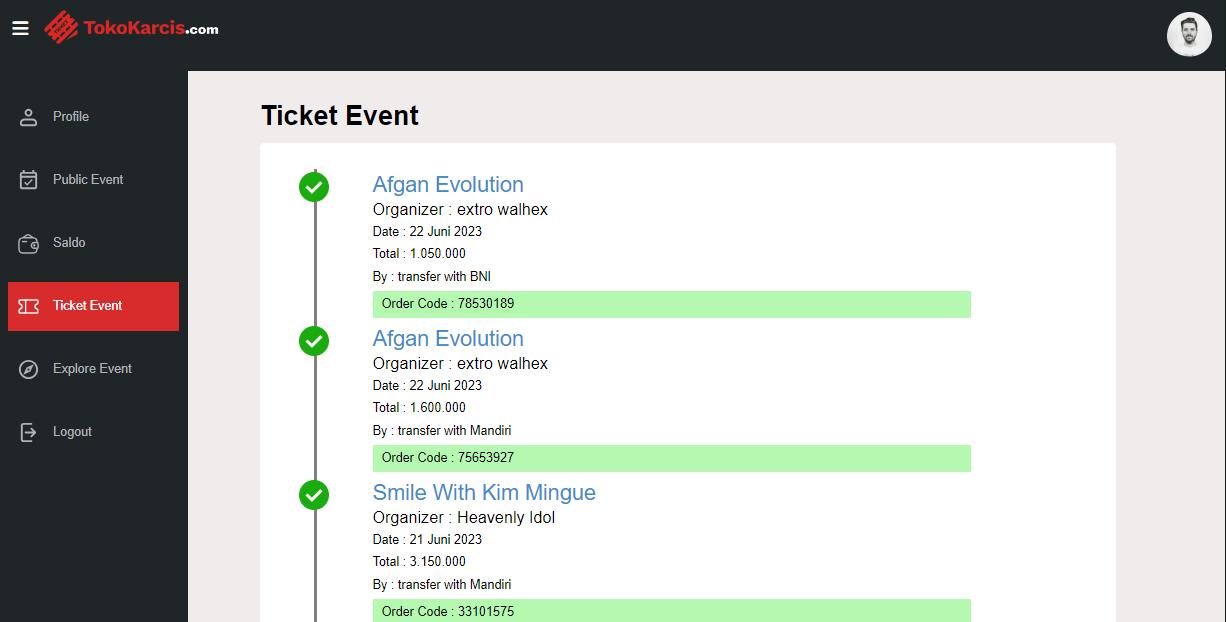 TokoKarcis.com
Profile
Public Event
Saldo
Ticket Event
Explore Event
Logout
Ticket Event
Afgan Evolution
Organizer : extro walhex
Date : 22 Juni 2023
Total : 1.050.000
By : transfer with BNI
Order Code : 78530189
Afgan Evolution
Organizer : extro walhex
Date : 22 Juni 2023
Total : 1.600.000
By : transfer with Mandiri
Order Code : 75653927
Smile With Kim Mingue
Organizer : Heavenly Idol
Date : 21 Juni 2023
Total : 3.150.000
By : transfer with Mandiri
Order Code : 33101575